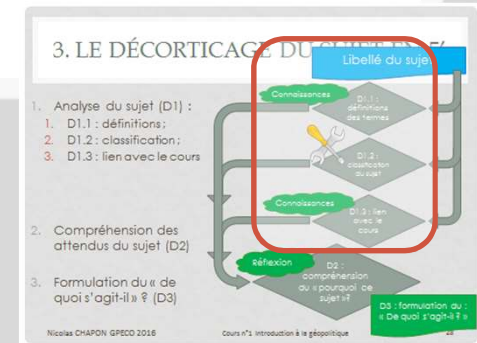 3. LE DÉCORTICAGE DU SUJET EN 5'
Libellé du sujet
1. Analyse du sujet (D1) :
1. D1.1 : définitions;
2. D1.2 : classification;
3. D1.3 : lien avec le cours
2. Compréhension des
attendus du sujet (D2)
3. Formulation du « de
quoi s'agit-il » ? (D3)
Connaissances
D1.1 :
définitions
des termes
D1.2 :
classification
du sujet
Connaissances
D1.3 : lien
avec le
cours
Réflexion
D2 :
compréhension
du « pourquoi ce
sujet »?
D3 : formulation du :
« De quoi s'agit-il ? »
Nicolas CHAPON GPECO 2016
Cours n°1 Introduction à la géopolitique